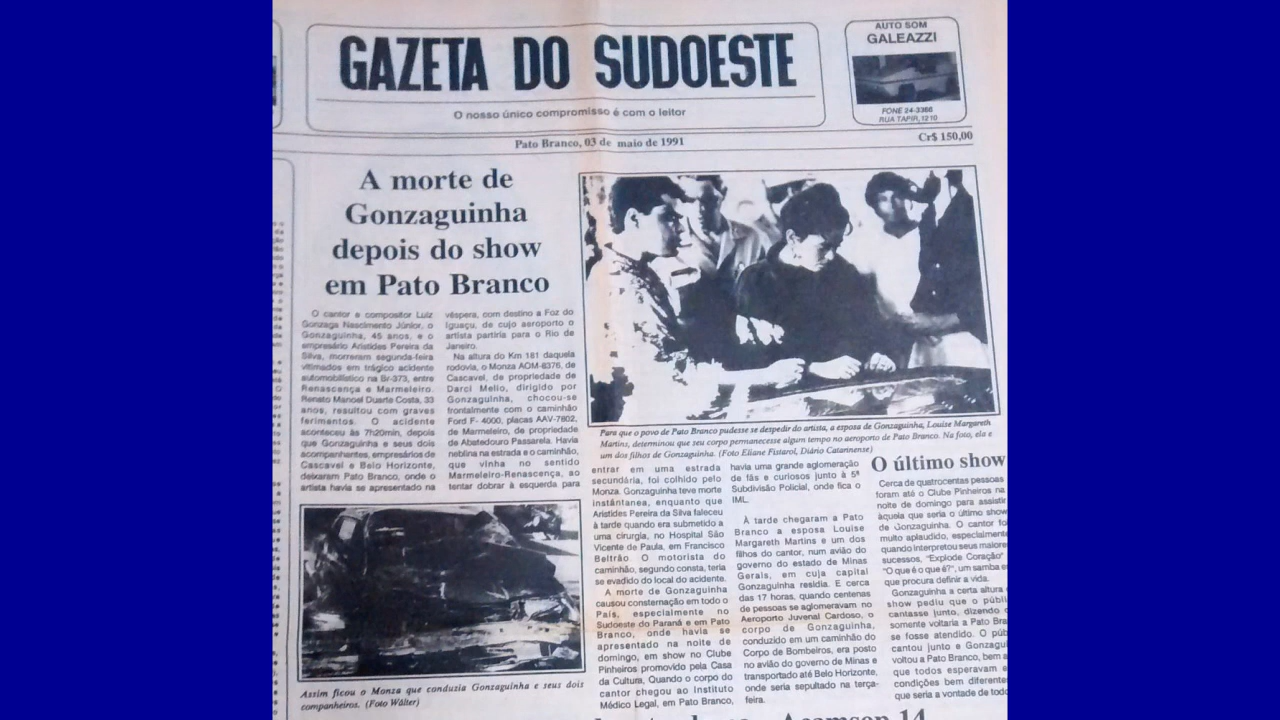 GAZETA DO SUDOESTE
O nosso único compromisso é com o leitor
AUTO SOM
GALEAZZI
FONE 24-3366
RUA TAPIR, 1210
Pato Branco, 03 de maio de 1991
Cr$ 150,00
A morte de
Gonzaguinha
depois do show
em Pato Branco
O cantor e compositor Luiz
Gonzaga Nascimento Júnior, o
Gonzaguinha, 45 anos, e o
empresário Aristides Pereira da
Silva, morreram segunda-feira
vitimados em trágico acidente
automobilístico na Br-373, entre
Renascença e Marmeleiro.
Renato Manoel Duarte Costa, 33
anos, resultou com graves
ferimentos. O acidente
aconteceu às 7h20min, depois
que Gonzaguinha e seus dois
acompanhantes, empresários de
Cascavel e Belo Horizonte,
deixaram Pato Branco, onde o
artista havia se apresentado na
véspera, com destino a Foz do
Iguaçu, de cujo aeroporto o
artista partiria para o Rio de
Janeiro.
Na altura do Km 181 daquela
rodovia, o Monza AOM-8376, de
Cascavel, de propriedade de
Darci Mello, dirigido por
Gonzaguinha, chocou-se
frontalmente com o caminhão
Ford F- 4000, placas AAV-7802,
de Marmeleiro, de propriedade
de Abatedouro Passarela. Havia
neblina na estrada e o caminhão,
que vinha no sentido
Marmeleiro-Renascença, ao
tentar dobrar à esquerda para
Para que o povo de Pato Branco pudesse se despedir do artista, a esposa de Gonzaguinha, Louise Margareth
Martins, determinou que seu corpo permanecesse algum tempo no aeroporto de Pato Branco. Na foto, ela e
um dos filhos de Gonzaguinha. (Foto Eliane Fistarol, Diário Catarinense)
entrar em uma estrada
secundária, foi colhido pelo
Monza. Gonzaguinha teve morte
instântanea, enquanto que
Aristides Pereira da Silva faleceu
à tarde quando era submetido a
uma cirurgia, no Hospital São
Vicente de Paula, em Francisco
Beltrão. O motorista do
caminhão, segundo consta, teria
se evadido do local do acidente.
A morte de Gonzaguinha
causou consternação em todo o
País, especialmente no
Sudoeste do Paraná e em Pato
Branco, onde havia se
apresentado na noite de
domingo, em show no Clube
Pinheiros promovido pela Casa
da Cultura. Quando o corpo do
cantor chegou ao Instituto
Médico Legal, em Pato Branco,
havia uma grande aglomeração
de fãs e curiosos junto à 5ª
Subdivisão Policial, onde fica o
IML.
À tarde chegaram a Pato
Branco a esposa Louise
Margareth Martins e um dos
filhos do cantor, num avião do
governo do estado de Minas
Gerais, em cuja capital
Gonzaguinha residia. E cerca
das 17 horas, quando centenas
de pessoas se aglomeravam no
Aeroporto Juvenal Cardoso, o
corpo de Gonzaguinha,
conduzido em um caminhão do
Corpo de Bombeiros, era posto
no avião do governo de Minas e
transportado até Belo Horizonte,
onde seria sepultado na terça-
feira.
O último show
Cerca de quatrocentas pessoas
foram até o Clube Pinheiros na
noite de domingo para assistir
àquela que seria o último show
de Gonzaguinha. O cantor fo
muito aplaudido, especialment
quando interpretou seus maiore
sucessos, "Explode Coração"
"O que é o que é?", um samba e
que procura definir a vida.
Gonzaguinha a certa altura
show pediu que o públi
cantasse junto, dizendo
somente voltaria a Pato Bra
se fosse atendido. O púb
cantou junto e Gonzagui
voltou a Pato Branco, bem a
que todos esperavam e
condições bem diferente
que seria a vontade de todo
Assim ficou o Monza que conduzia Gonzaguinha e seus dois
companheiros. (Foto Wálter)